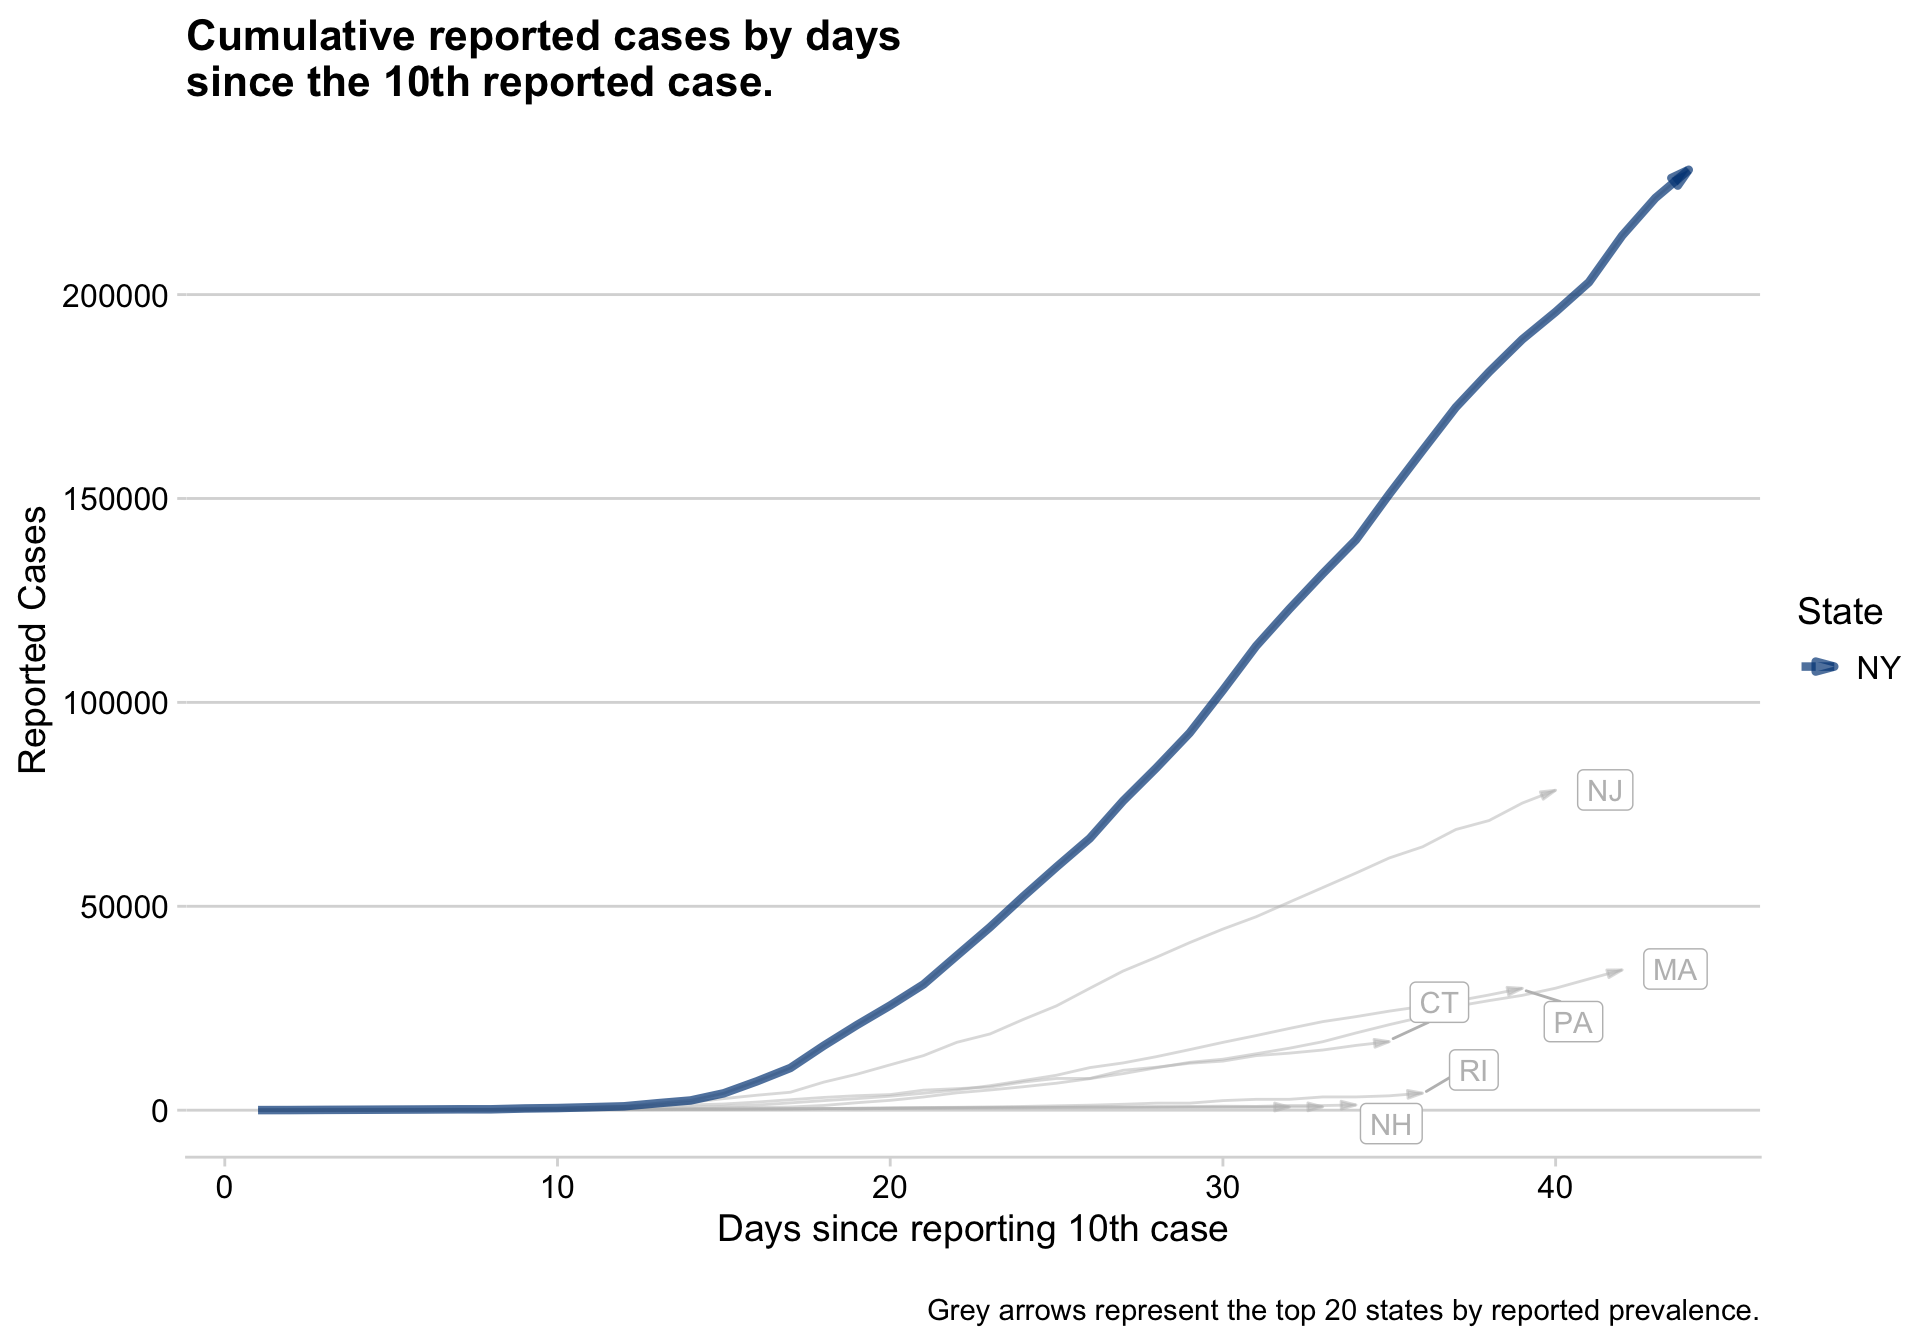 Cumulative reported cases by days
since the 10th reported case.
200000
150000
100000
50000
0
Reported Cases
NJ
MA
CT
PA
RI
NH
State
NY
0 10 20 30 40
Days since reporting 10th case
Grey arrows represent the top 20 states by reported prevalence.